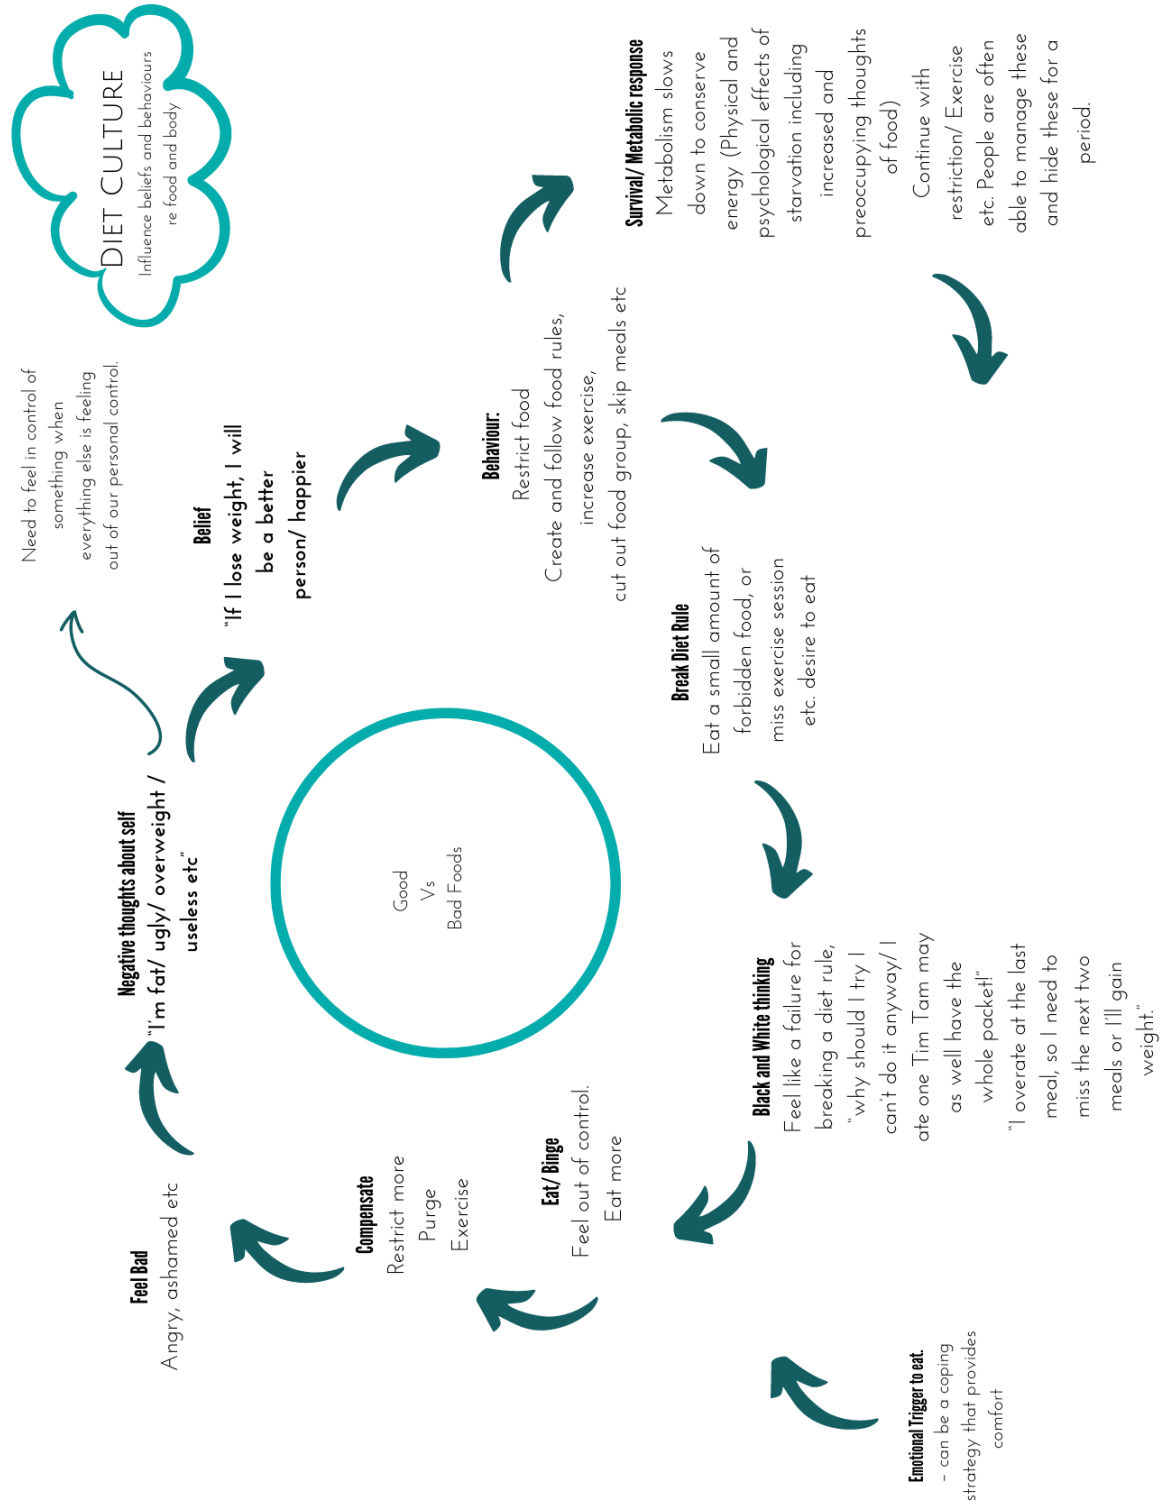 DIET CULTURE
Influence beliefs and behaviours
re food and body
Need to feel in control of
something when
everything else is feeling
out of our personal control.
Negative thoughts about self
"I'm fat/ ugly/ overweight /
useless etc"
Belief
"If I lose weight, I will
be a better
person/ happier
Behaviour:
Restrict food
Create and follow food rules,
increase exercise,
cut out food group, skip meals etc
Survival/ Metabolic response
Metabolism slows
down to conserve
energy (Physical and
psychological effects of
starvation including
increased and
preoccupying thoughts
of food)
Continue with
restriction/ Exercise
etc. People are often
able to manage these
and hide these for a
period.
Break Diet Rule
Eat a small amount of
forbidden food, or
miss exercise session
etc. desire to eat
Black and White thinking
Feel like a failure for
breaking a diet rule,
"why should I try I
can't do it anyway/ I
ate one Tim Tam may
as well have the
whole packet!"
"I overate at the last
meal, so I need to
miss the next two
meals or I'll gain
weight."
Emotional Trigger to eat.
- can be a coping
strategy that provides
comfort
Eat/ Binge
Feel out of control.
Eat more
Compensate
Restrict more
Purge
Exercise
Feel Bad
Angry, ashamed etc
Good
Vs
Bad Foods